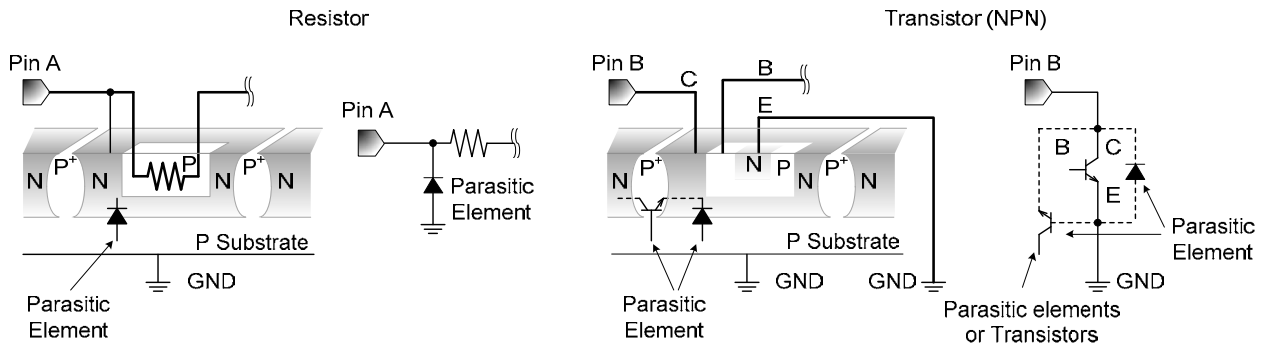 Resistor
Transistor (NPN)
Pin A
Pin A
N
P+
N
P
N
P+
N
Parasitic
Element
P Substrate
GND
Parasitic
Element
Pin B
C
B
E
N
P+
N
N
P
N
P+
N
P Substrate
GND
GND
Parasitic
Element
Pin B
B
C
E
Parasitic
Element
GND
Parasitic elements
or Transistors